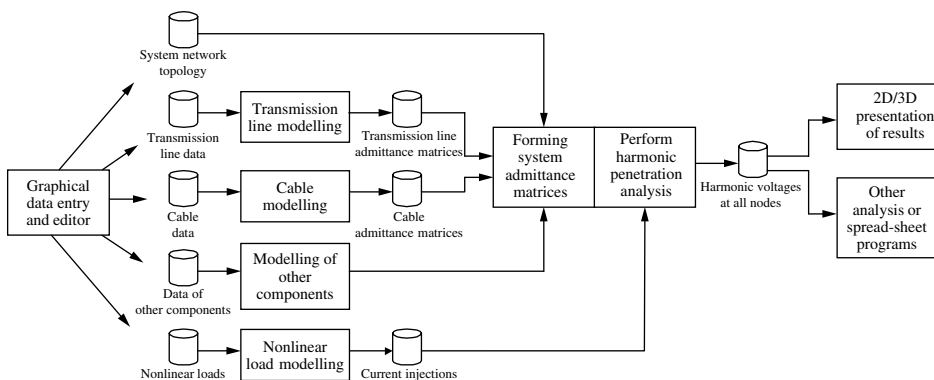 System network
topology
Transmission
line modelling
Transmission
line data
Transmission line
admittance matrices
Graphical
data entry
and editor
Cable
modelling
Cable
data
Cable
admittance matrices
Forming
system
admittance
matrices
Perform
harmonic
penetration
analysis
Harmonic voltages
at all nodes
2D/3D
presentation
of results
Other
analysis or
spread-sheet
programs
Modelling of
other
components
Data of
other components
Nonlinear
load modelling
Nonlinear loads
Current injections